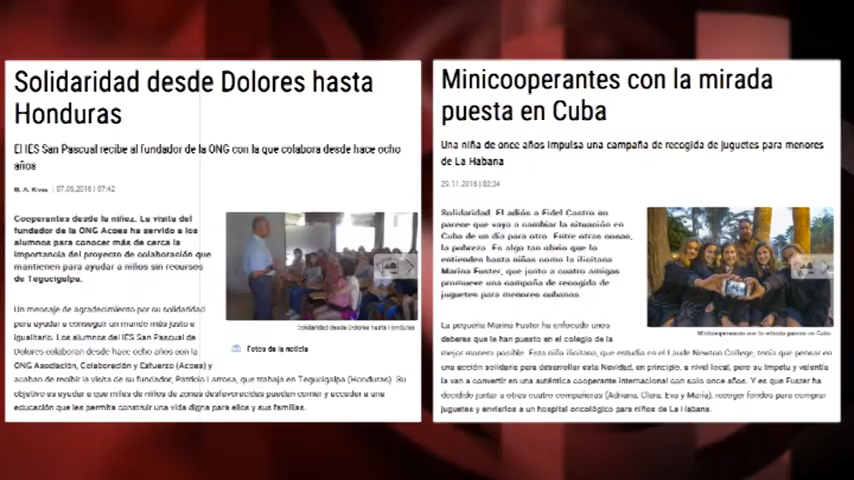 Solidaridad desde Dolores hasta
Honduras
El IES San Pascual recibe al fundador de la ONG con la que colabora desde hace ocho
años
M. A. Rives | 07.06.2016 | 07:42
Cooperantes desde la niñez. La visita del
fundador de la ONG Acoes ha servido a los
alumnos para conocer más de cerca la
importancia del proyecto de colaboración que
mantienen para ayudar a niños sin recursos
de Tegucigalpa.
Solidaridad desde Dolores hasta Honduras
Fotos de la noticia
Un mensaje de agradecimiento por su solidaridad
para ayudar a conseguir un mundo más justo e
igualitario. Los alumnos del IES San Pascual de
Dolores colaboran desde hace ocho años con la
ONG Asociación, Colaboración y Esfuerzo (Acoes) y
acaban de recibir la visita de su fundador, Patricio Larrosa, que trabaja en Tegucigalpa (Honduras). Su
objetivo es ayudar a que miles de niños de zonas desfavorecidas puedan comer y acceder a una
educación que les permita construir una vida digna para ellos y sus familias.
Minicooperantes con la mirada
puesta en Cuba
Una niña de once años impulsa una campaña de recogida de juguetes para menores
de La Habana
29.11.2016 | 02:34
Solidaridad. El adiós a Fidel Castro no
parece que vaya a cambiar la situación en
Cuba de un día para otro. Entre otras cosas,
la pobreza. Es algo tan obvio que lo
entienden hasta niñas como la ilicitana
Marina Fuster, que junto a cuatro amigas
promueve una campaña de recogida de
juguetes para menores cubanos
Minicooperantes con la mirada puesta en Cuba
La pequeña Marina Fuster ha enfocado unos
deberes que le han puesto en el colegio de la
mejor manera posible. Esta niña ilicitana, que estudia en el Laude Newton College, tenía que pensar en
una acción solidaria para desarrollar esta Navidad, en principio, a nivel local, pero su ímpetu y valentía
la van a convertir en una auténtica cooperante internacional con solo once años. Y es que Fuster ha
decidido juntar a otras cuatro compañeras (Adriana, Clara, Eva y María), recoger fondos para comprar
juguetes y enviarlos a un hospital oncológico para niños de La Habana.